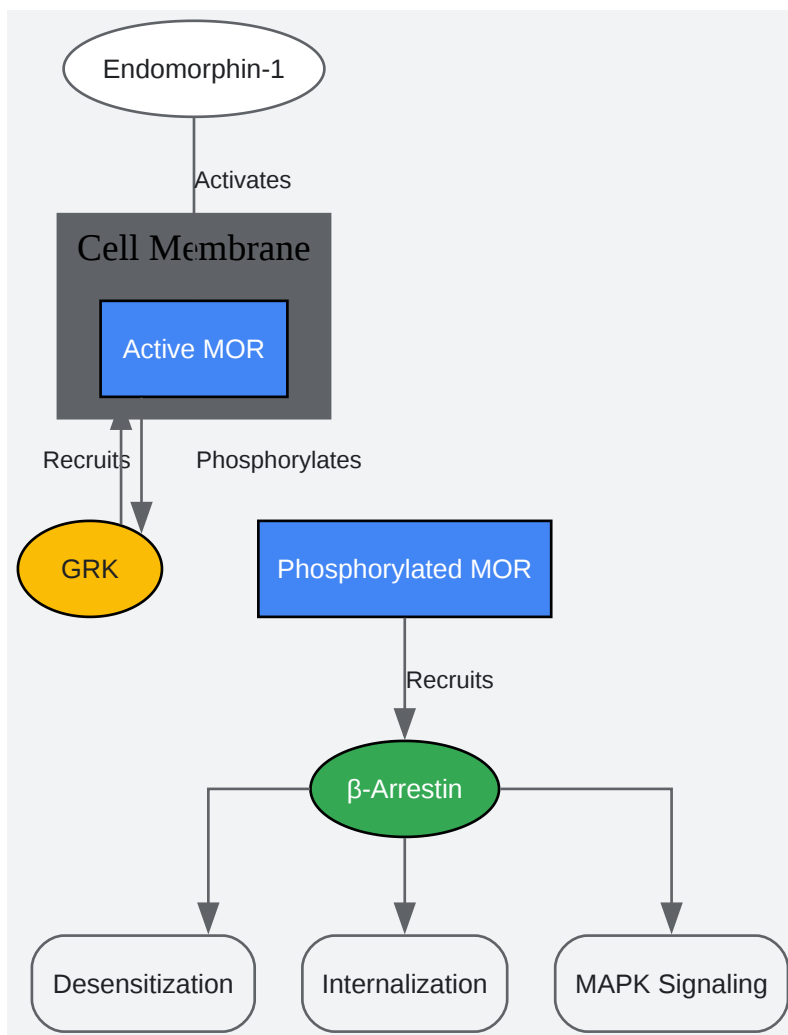 Endomorphin-1
Activates
Cell Membrane
Active MOR
Recruits
Phosphorylates
GRK
Phosphorylated MOR
Recruits
β-Arrestin
Desensitization
Internalization
MAPK Signaling